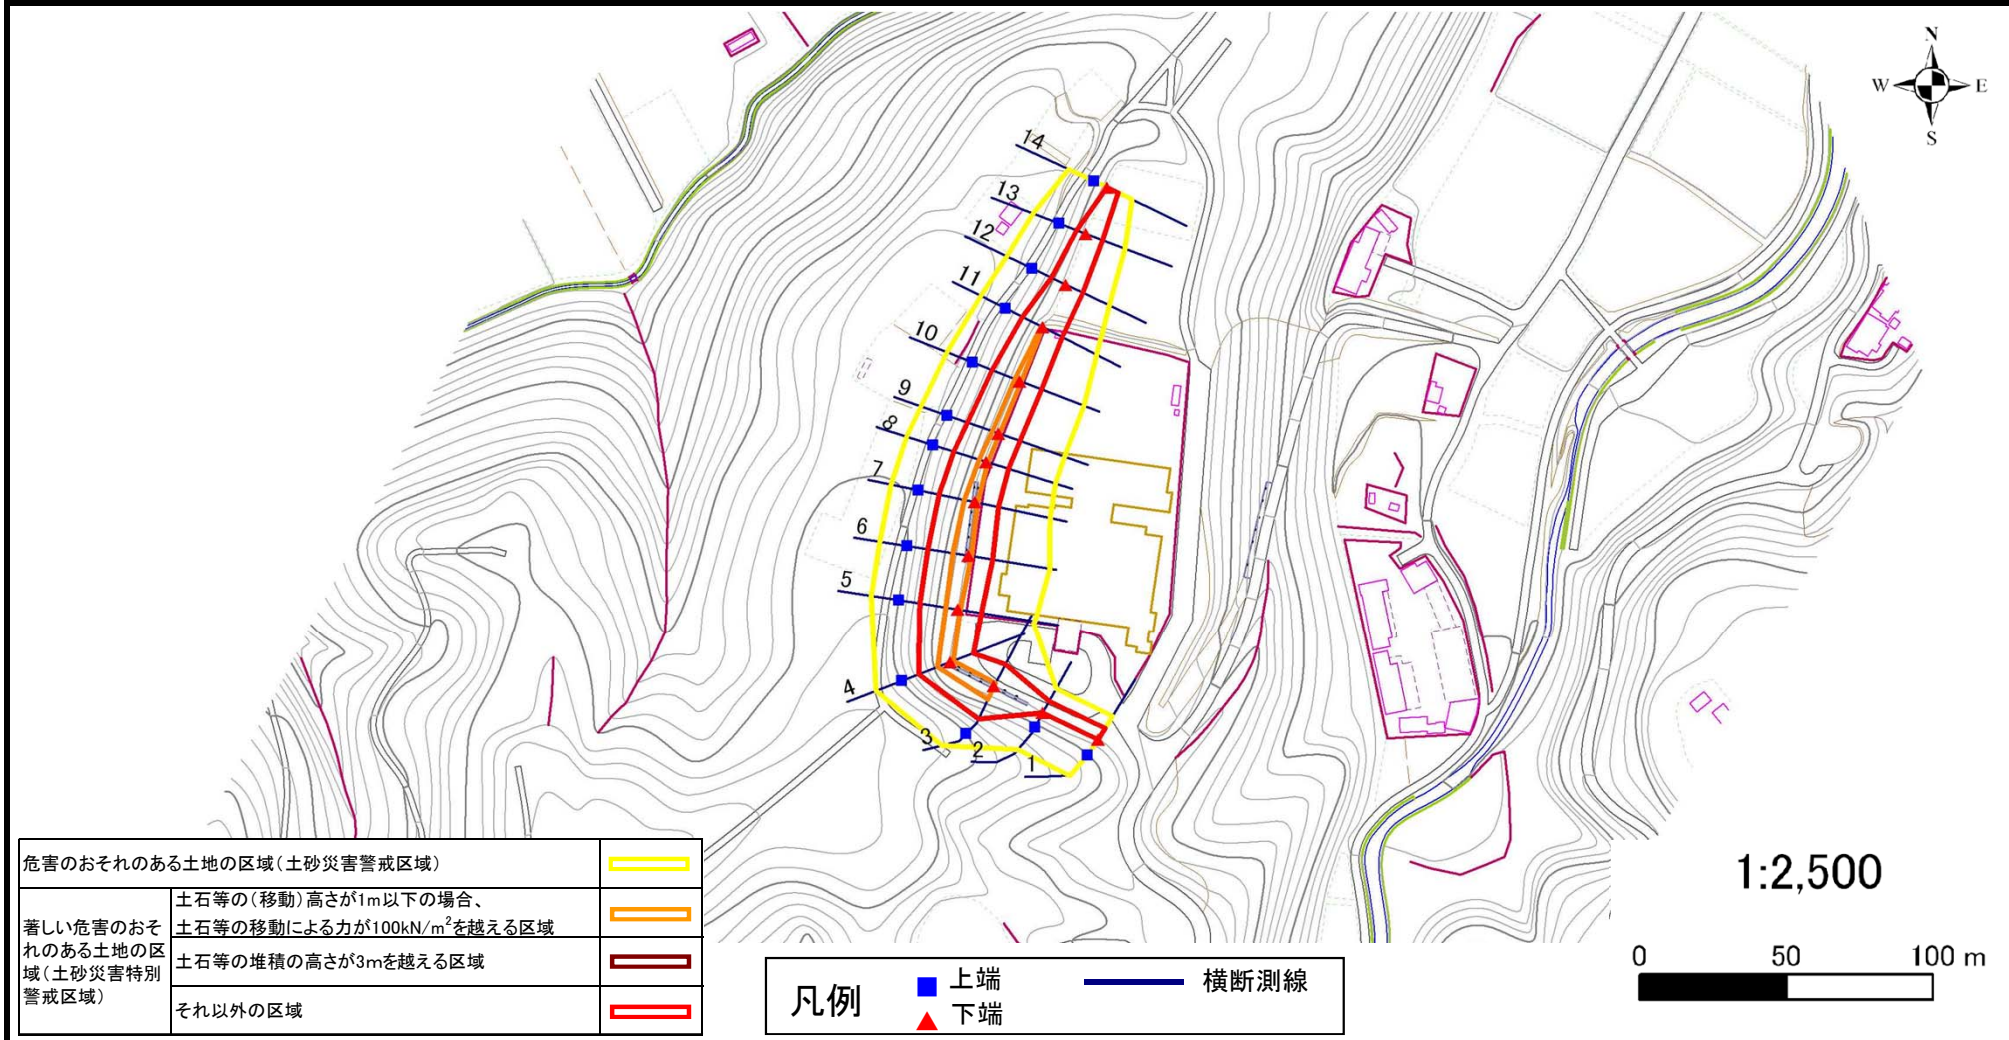 N
W E
S
14
13
12
11
10
9
8
7
6
5
4
3
2
1
危害のおそれのある土地の区域(土砂災害警戒区域)
著しい危害のおそ
れのある土地の区
域(土砂災害特別
警戒区域)
土石等の(移動)高さが1m以下の場合、
土石等の移動による力が100kN/m²を越える区域
土石等の堆積の高さが3mを越える区域
それ以外の区域
凡例
上端
下端
横断測線
1:2,500
0 50 100 m